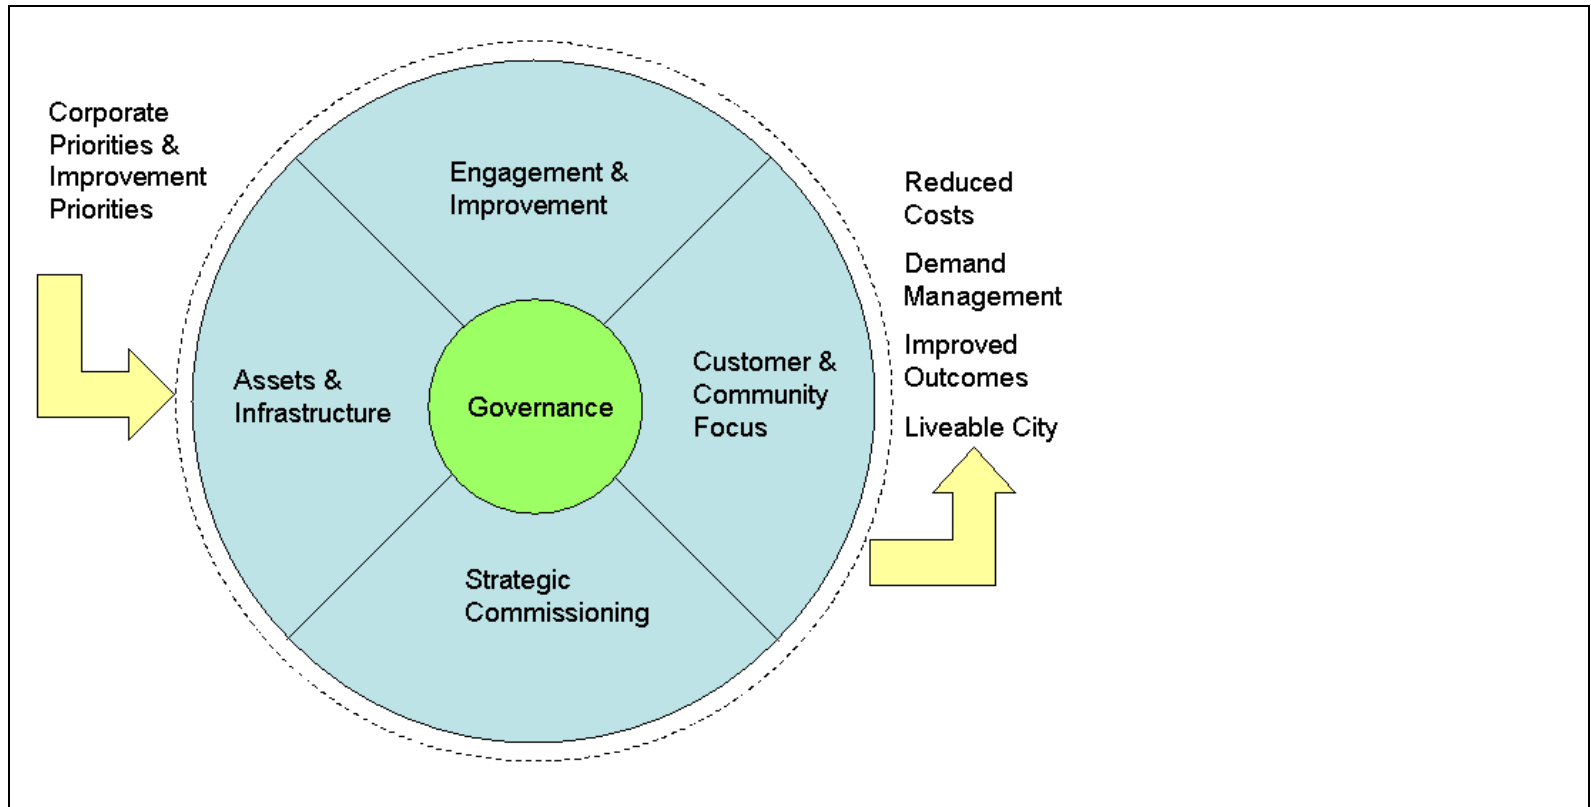 Corporate
Priorities &
Improvement
Priorities
Engagement &
Improvement
Assets &
Infrastructure
Governance
Customer &
Community
Focus
Strategic
Commissioning
Reduced
Costs
Demand
Management
Improved
Outcomes
Liveable City